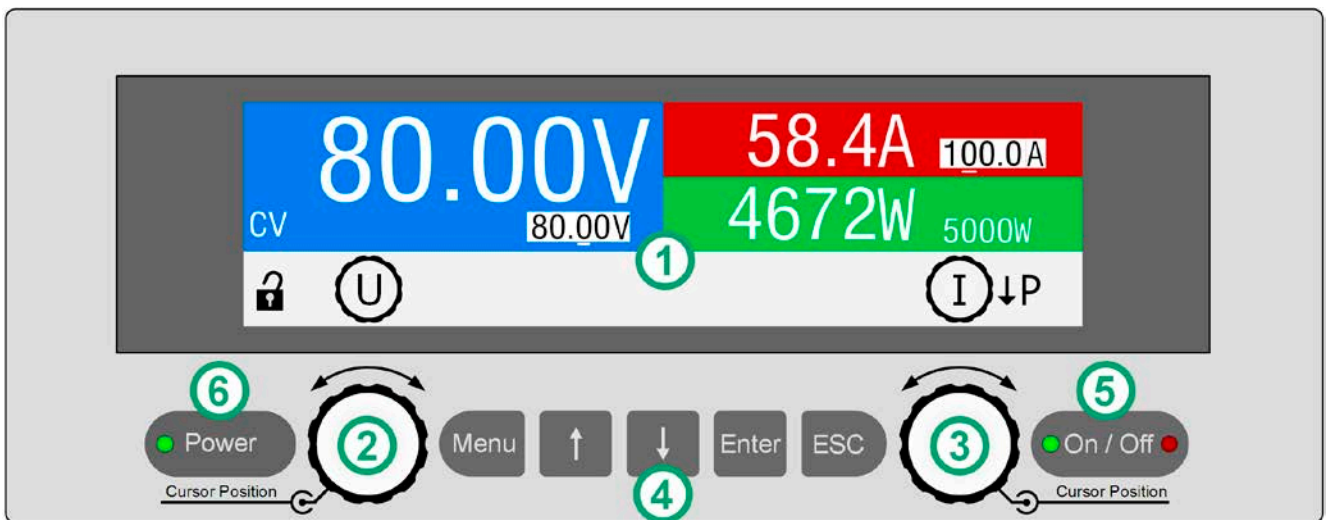 80.00V
58.4A 100.0A
CV 80.00V
4672W 5000W
1
U
I ↓P
6
5
Power
2
Menu
↑
↓
Enter
ESC
3
On / Off
4
Cursor Position
Cursor Position